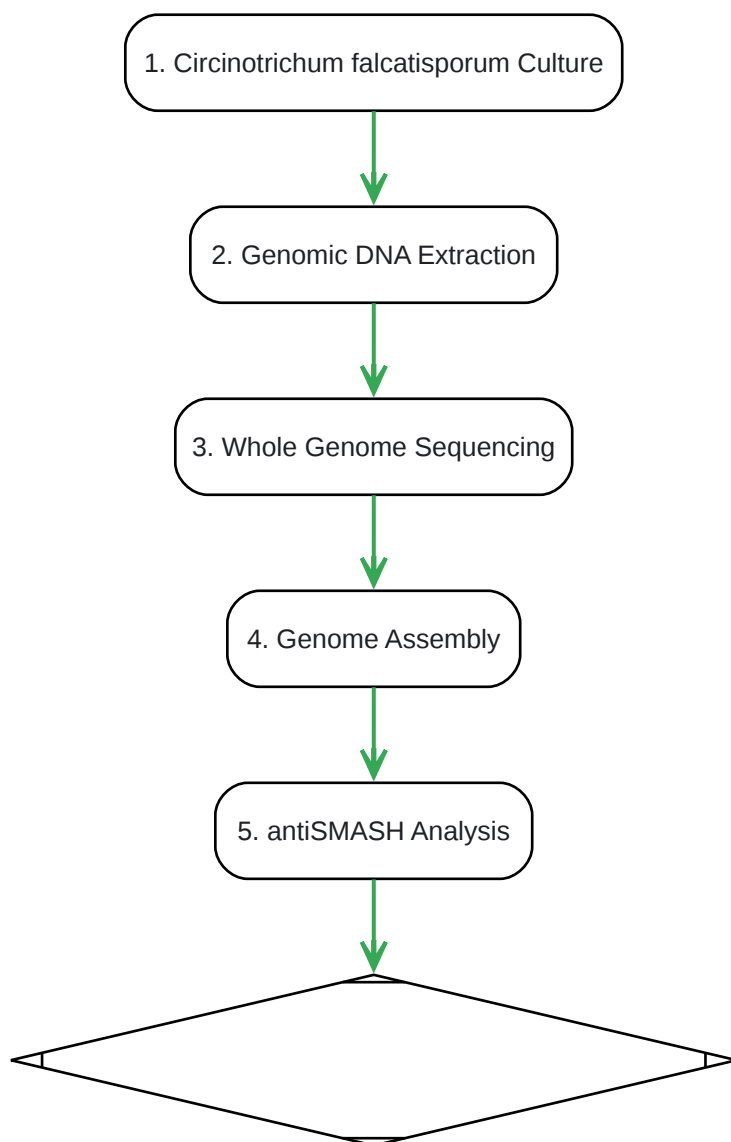 1. Circinotrichum falcatisporum Culture
2. Genomic DNA Extraction
3. Whole Genome Sequencing
4. Genome Assembly
5. antiSMASH Analysis